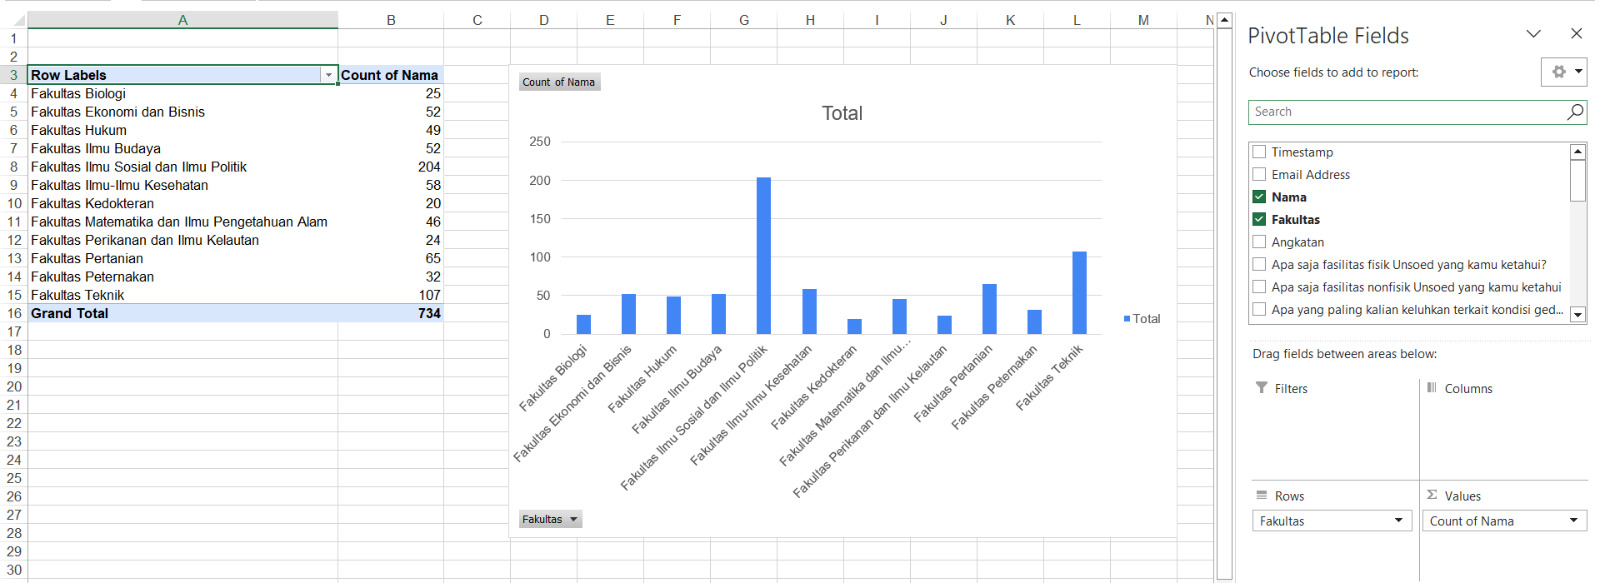 A B C D E F G H I J K L M N
1
2
3 Row Labels Count of Nama
4 Fakultas Biologi 25
5 Fakultas Ekonomi dan Bisnis 52
6 Fakultas Hukum 49
7 Fakultas Ilmu Budaya 52
8 Fakultas Ilmu Sosial dan Ilmu Politik 204
9 Fakultas Ilmu-Ilmu Kesehatan 58
10 Fakultas Kedokteran 20
11 Fakultas Matematika dan Ilmu Pengetahuan Alam 46
12 Fakultas Perikanan dan Ilmu Kelautan 24
13 Fakultas Pertanian 65
14 Fakultas Peternakan 32
15 Fakultas Teknik 107
16 Grand Total 734
17
18
19
20
21
22
23
24
25
26
27
28
29
30
Count of Nama
Total
250
200
150
100
50
0
Fakultas Biologi
Fakultas Ekonomi dan Bisnis
Fakultas Hukum
Fakultas Ilmu Budaya
Fakultas Ilmu Sosial dan Ilmu Politik
Fakultas Ilmu-Ilmu Kesehatan
Fakultas Kedokteran
Fakultas Matematika dan Ilmu...
Fakultas Perikanan dan Ilmu Kelautan
Fakultas Pertanian
Fakultas Peternakan
Fakultas Teknik
Total
Fakultas
PivotTable Fields
Choose fields to add to report:
Search
Timestamp
Email Address
Nama
Fakultas
Angkatan
Apa saja fasilitas fisik Unsoed yang kamu ketahui?
Apa saja fasilitas nonfisik Unsoed yang kamu ketahui
Apa yang paling kalian keluhkan terkait kondisi ged...
Drag fields between areas below:
Filters
Columns
Rows
Fakultas
Σ Values
Count of Nama